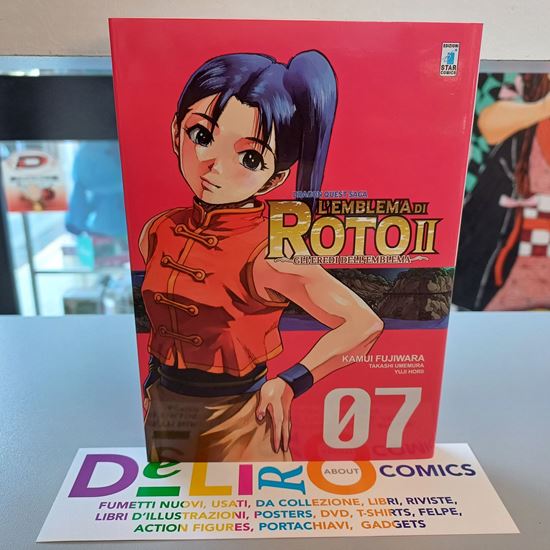 EDIZIONI
STAR
COMICS
DRAGON QUEST SAGA
L'EMBLEMA DI
ROTO II
GLI EREDI DELL'EMBLEMA
KAMUI FUJIWARA
TAKASHI UMEMURA
YUJI HORII
07
DeLiRO ABOUT COMICS
FUMETTI NUOVI, USATI, DA COLLEZIONE, LIBRI, RIVISTE,
LIBRI D'ILLUSTRAZIONI, POSTERS, DVD, T-SHIRTS, FELPE,
ACTION FIGURES, PORTACHIAVI, GADGETS